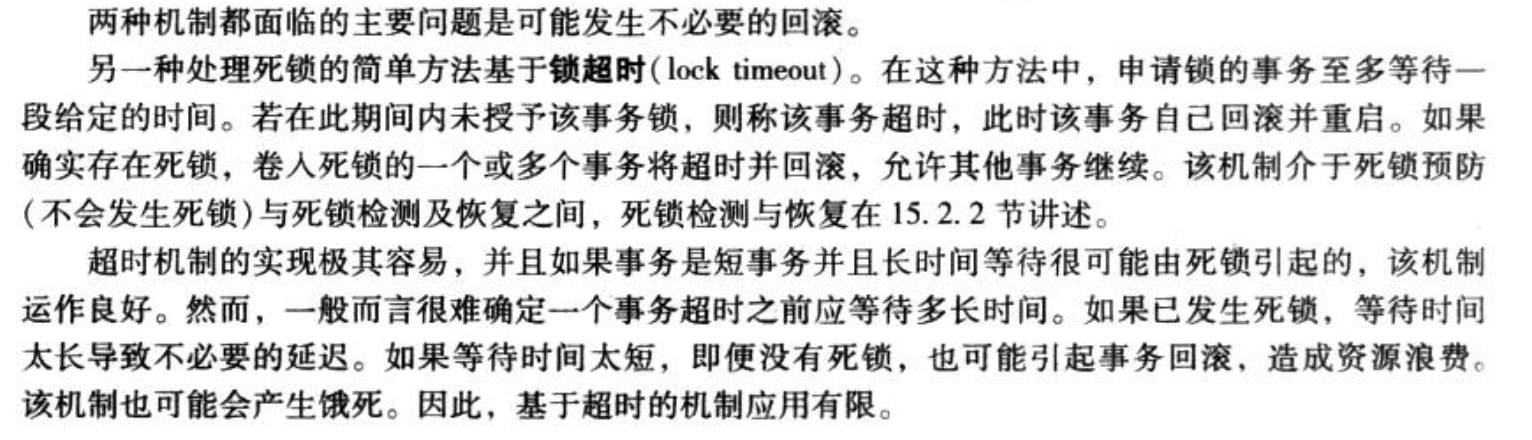 两种机制都面临的主要问题是可能发生不必要的回滚。
另一种处理死锁的简单方法基于锁超时(lock timeout)。在这种方法中，申请锁的事务至多等待一
段给定的时间。若在此期间内未授予该事务锁，则称该事务超时，此时该事务自己回滚并重启。如果
确实存在死锁，卷入死锁的一个或多个事务将超时并回滚，允许其他事务继续。该机制介于死锁预防
(不会发生死锁)与死锁检测及恢复之间，死锁检测与恢复在 15.2.2 节讲述。
超时机制的实现极其容易，并且如果事务是短事务并且长时间等待很可能由死锁引起的，该机制
运作良好。然而，一般而言很难确定一个事务超时之前应等待多长时间。如果已发生死锁，等待时间
太长导致不必要的延迟。如果等待时间太短，即便没有死锁，也可能引起事务回滚，造成资源浪费。
该机制也可能会产生饿死。因此，基于超时的机制应用有限。